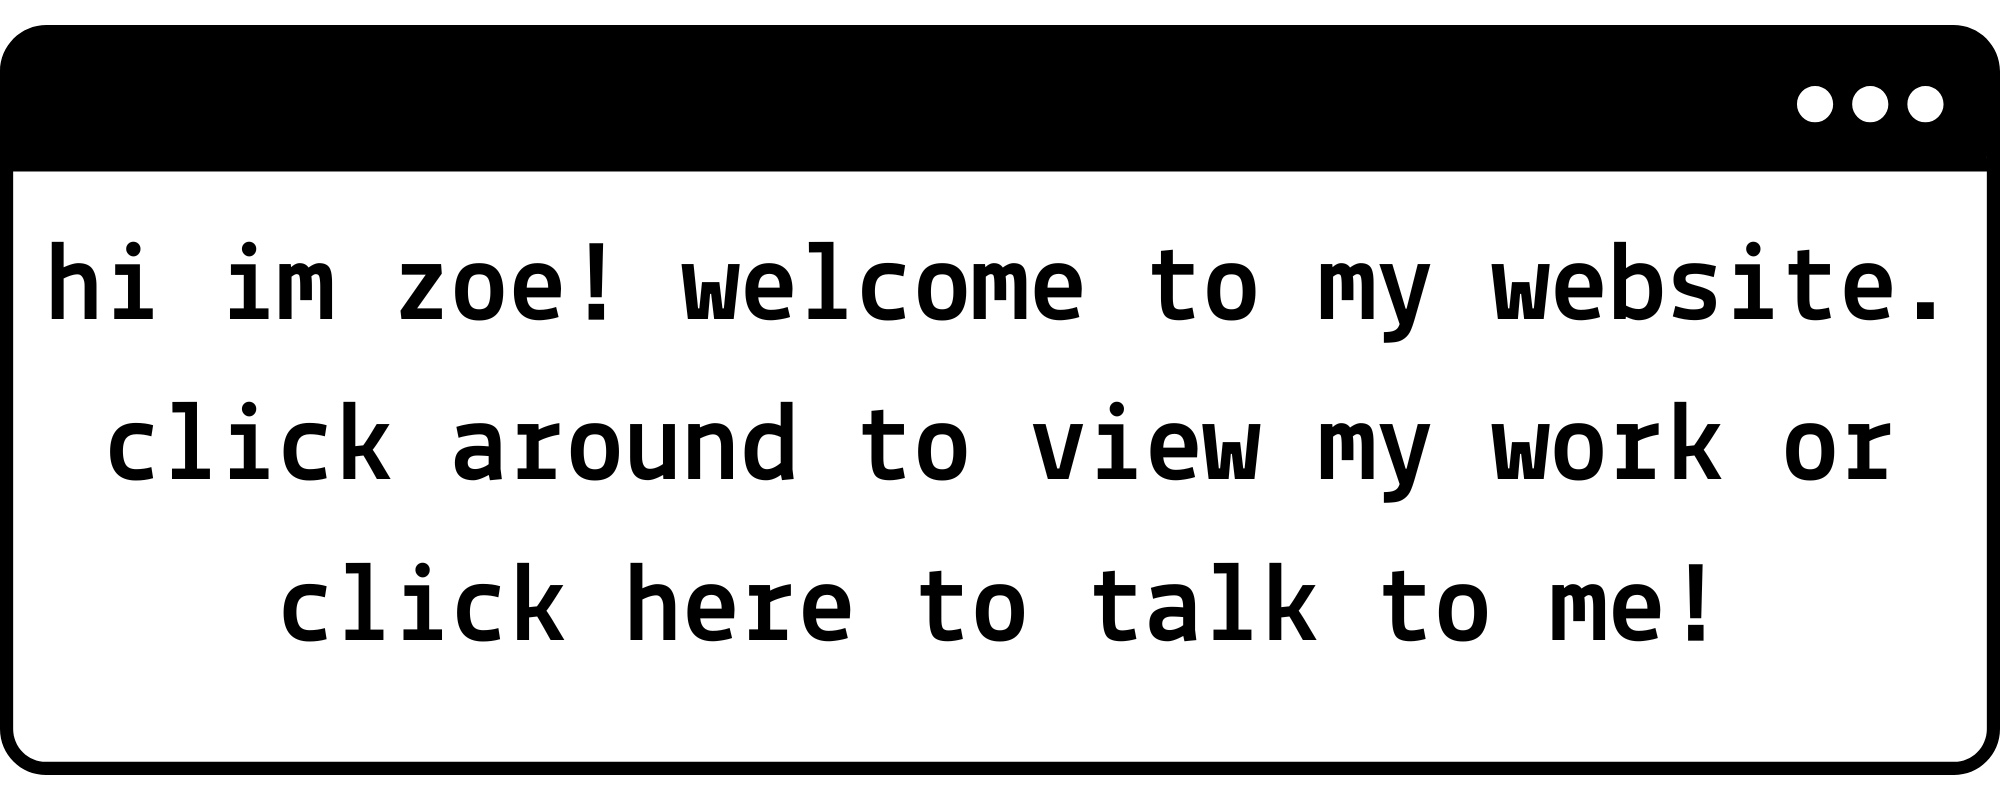 hi im zoe! welcome to my website.
click around to view my work or
click here to talk to me!